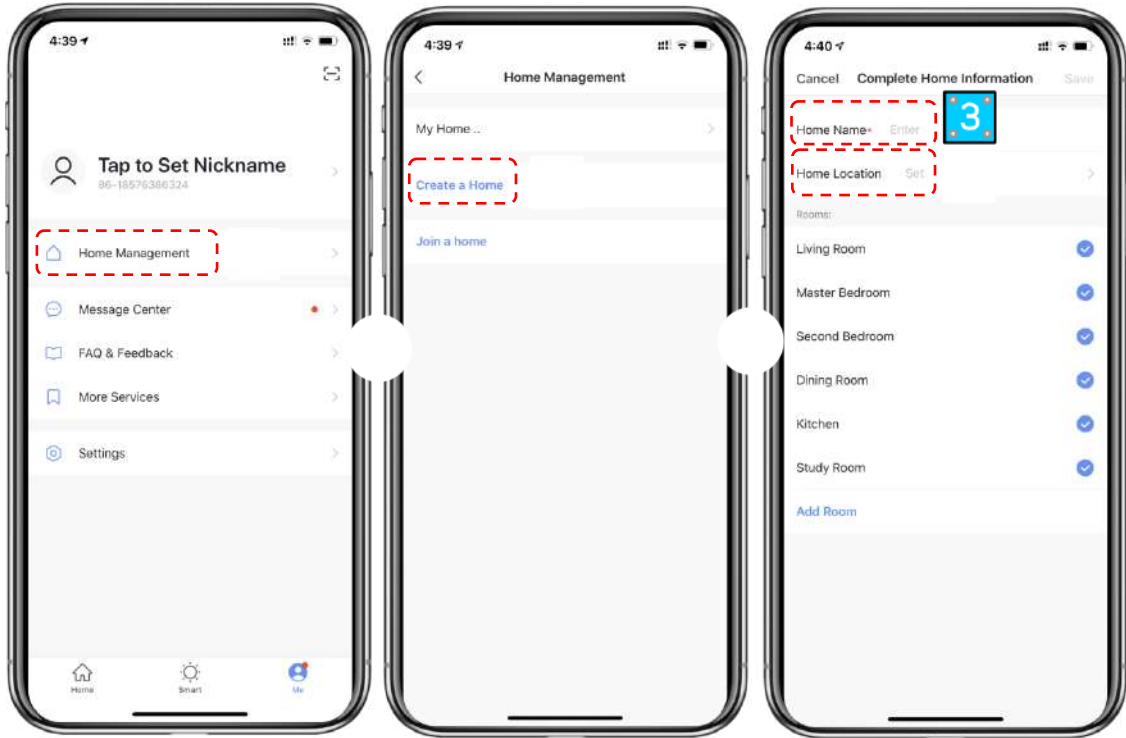 4:39
Tap to Set Nickname
86-18576386324
Home Management
Message Center
FAQ & Feedback
More Services
Settings
Home
Smart
Me
4:39
Home Management
My Home ..
Create a Home
Join a home
4:40
Cancel Complete Home Information Save
Home Name* Enter
3
Home Location Set
Rooms:
Living Room
Master Bedroom
Second Bedroom
Dining Room
Kitchen
Study Room
Add Room